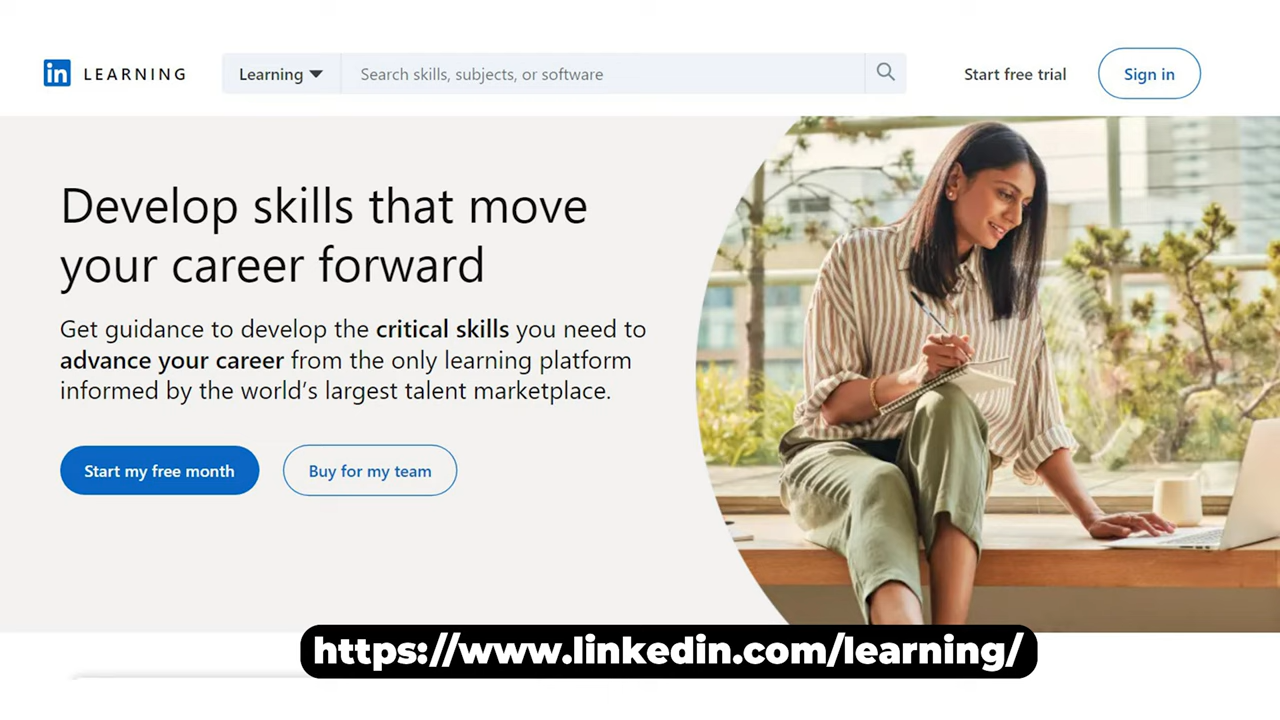 in LEARNING
Learning
Search skills, subjects, or software
Start free trial
Sign in
Develop skills that move
your career forward
Get guidance to develop the critical skills you need to
advance your career from the only learning platform
informed by the world’s largest talent marketplace.
Start my free month
Buy for my team
https://www.linkedin.com/learning/